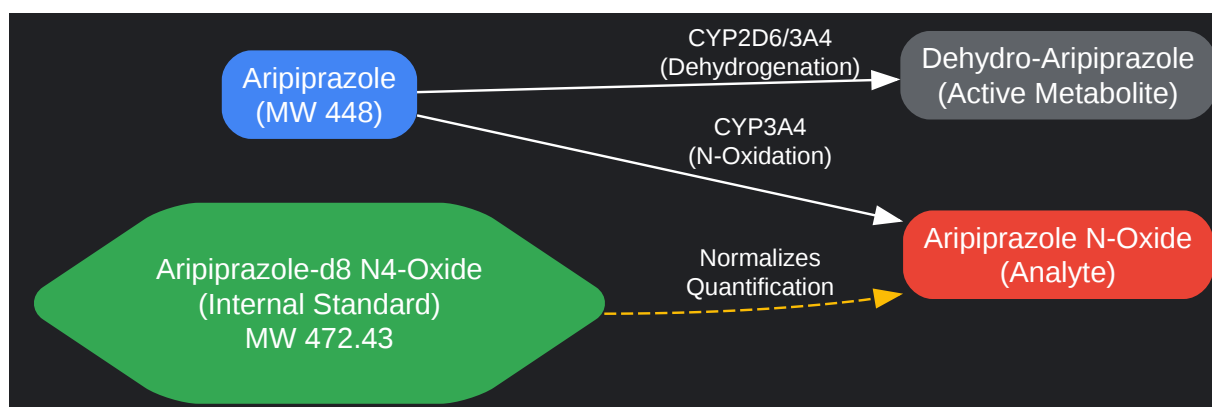 Aripiprazole
(MW 448)
CYP2D6/3A4
(Dehydrogenation)
Dehydro-Aripiprazole
(Active Metabolite)
CYP3A4
(N-Oxidation)
Aripiprazole N-Oxide
(Analyte)
Aripiprazole-d8 N4-Oxide
(Internal Standard)
MW 472.43
Normalizes
Quantification